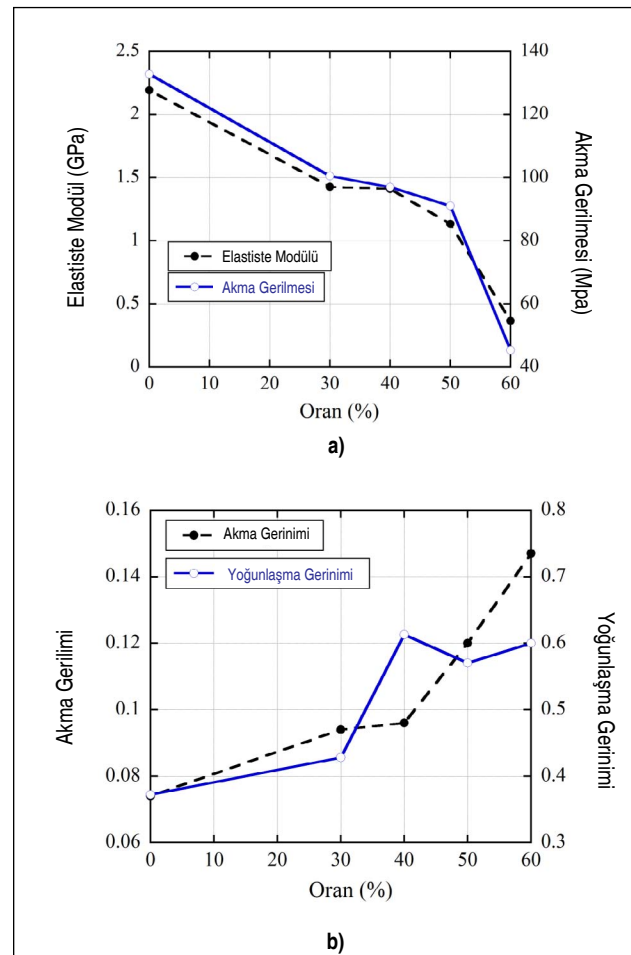 2.5
2
1.5
1
0.5
0
Elastiste Modül (GPa)
140
120
100
80
60
40
Akma Gerilmesi (Mpa)
Elastiste Modülü
Akma Gerilmesi
0 10 20 30 40 50 60
Oran (%)
a)
0.16
0.14
0.12
0.1
0.08
0.06
Akma Gerilimi
0.8
0.7
0.6
0.5
0.4
0.3
Yoğunlaşma Gerinimi
Akma Gerinimi
Yoğunlaşma Gerinimi
0 10 20 30 40 50 60
Oran (%)
b)